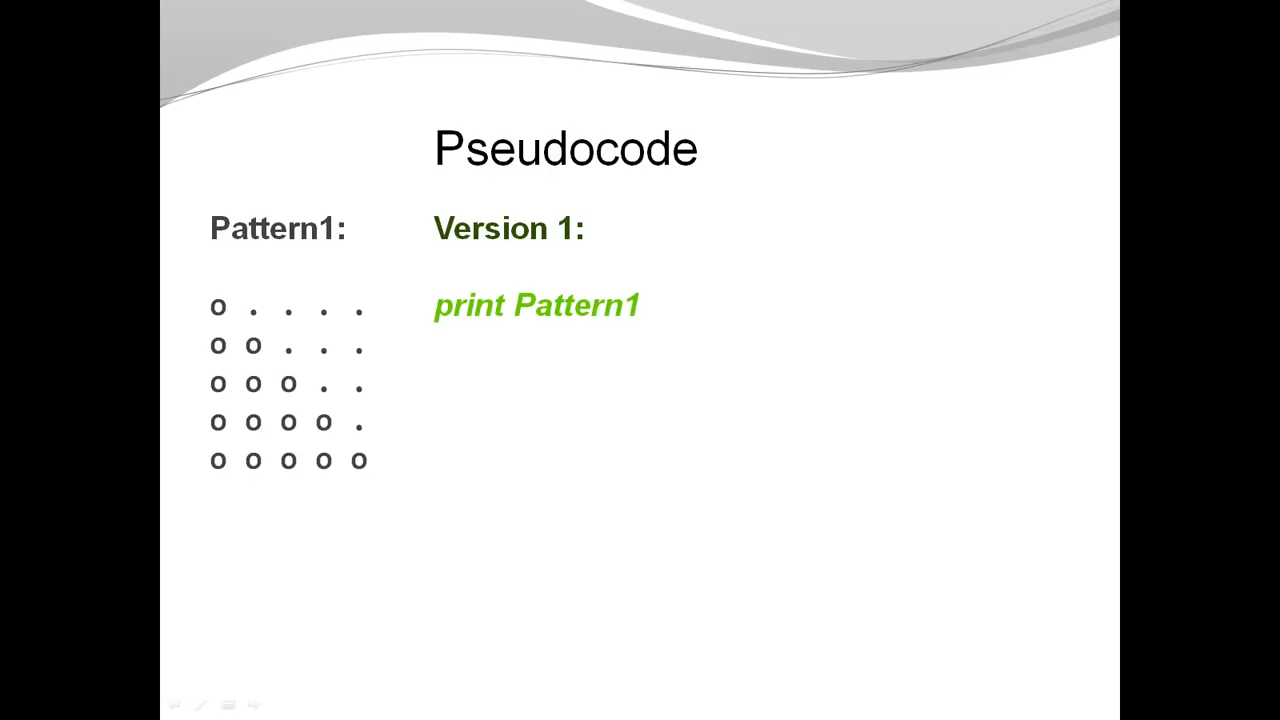 Pseudocode
Pattern1:
Version 1:
o . . . .
o o . . .
o o o . .
o o o o .
o o o o o
print Pattern1